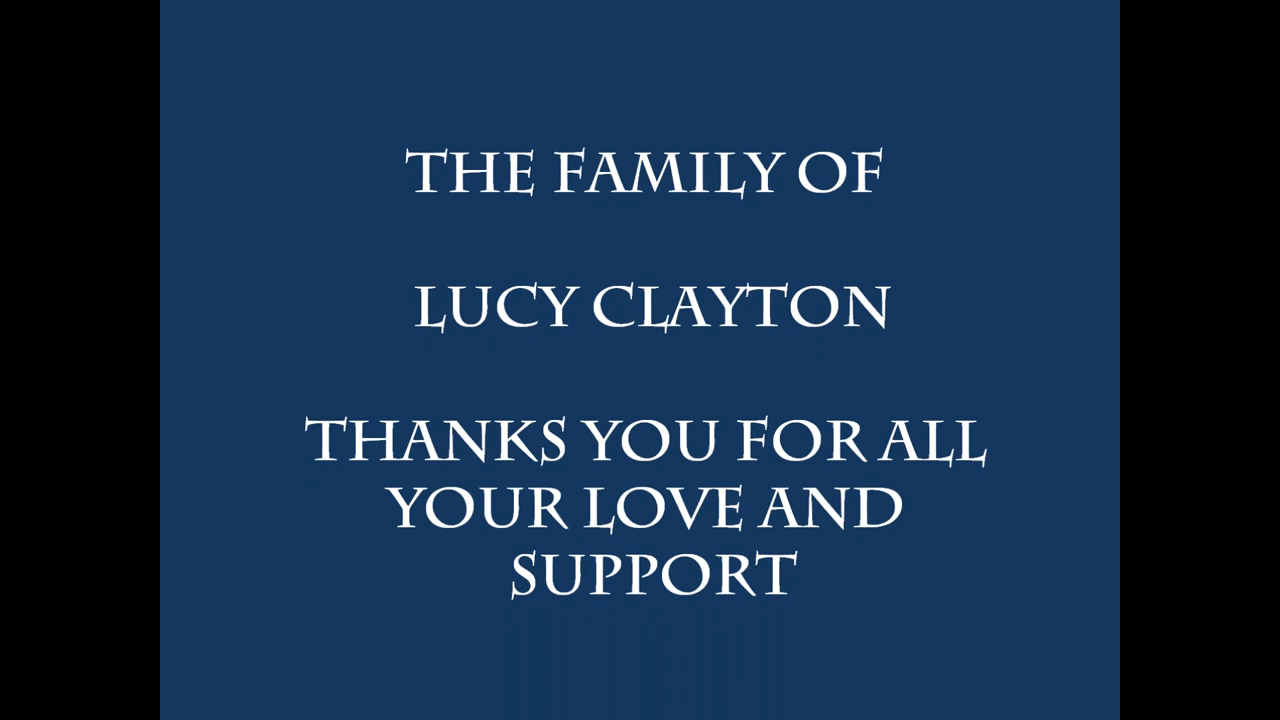 THE FAMILY OF
LUCY CLAYTON
THANKS YOU FOR ALL
YOUR LOVE AND
SUPPORT